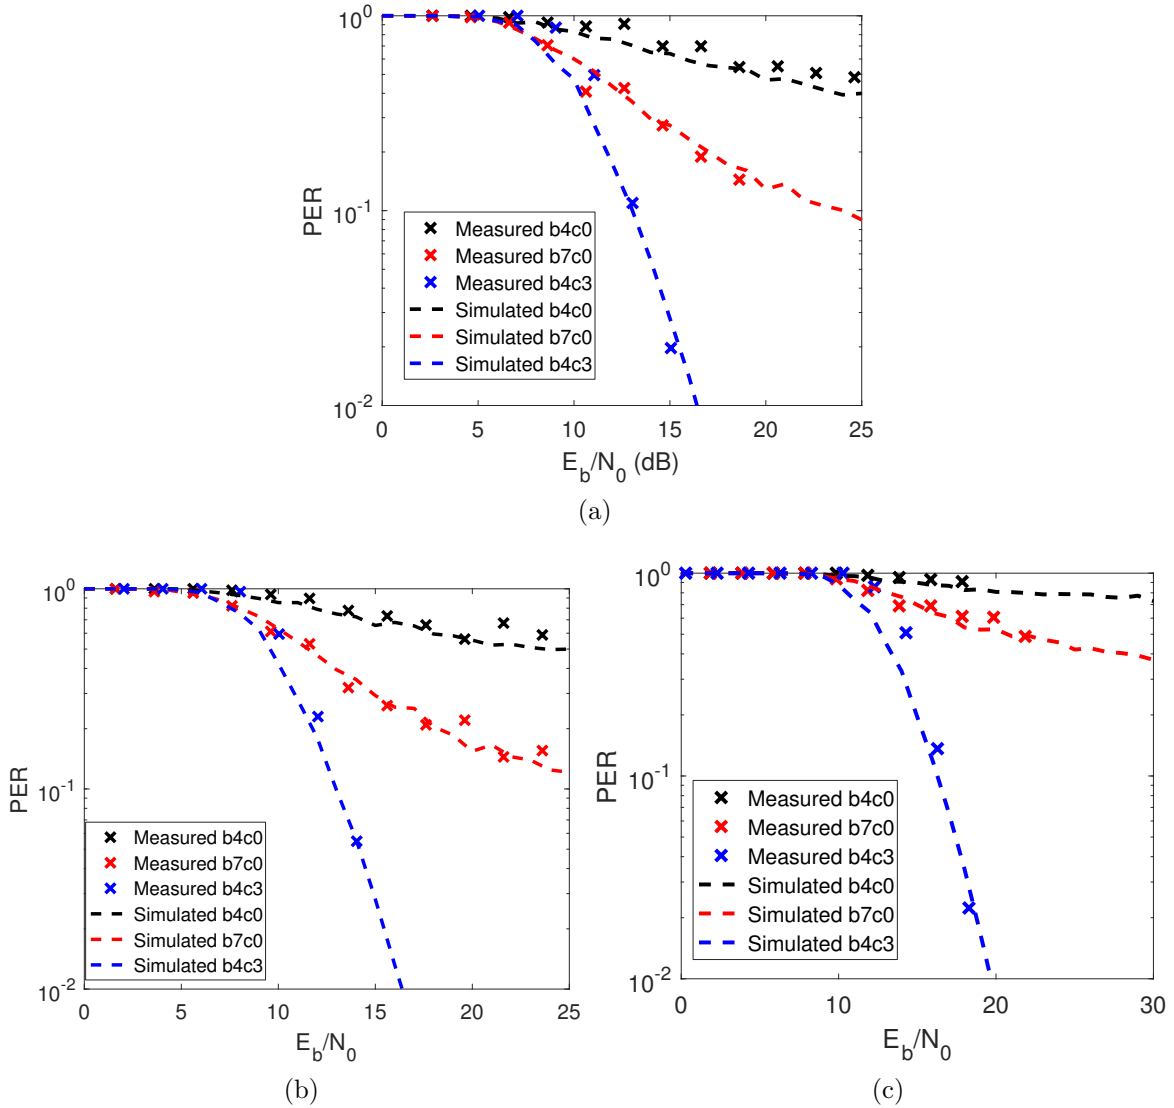 10^0
10^-1
10^-2
PER
Measured b4c0
Measured b7c0
Measured b4c3
Simulated b4c0
Simulated b7c0
Simulated b4c3
0 5 10 15 20 25
E_b/N_0 (dB)
(a)
10^0
10^-1
10^-2
PER
Measured b4c0
Measured b7c0
Measured b4c3
Simulated b4c0
Simulated b7c0
Simulated b4c3
0 5 10 15 20 25
E_b/N_0
(b)
10^0
10^-1
10^-2
PER
Measured b4c0
Measured b7c0
Measured b4c3
Simulated b4c0
Simulated b7c0
Simulated b4c3
0 10 20 30
E_b/N_0
(c)